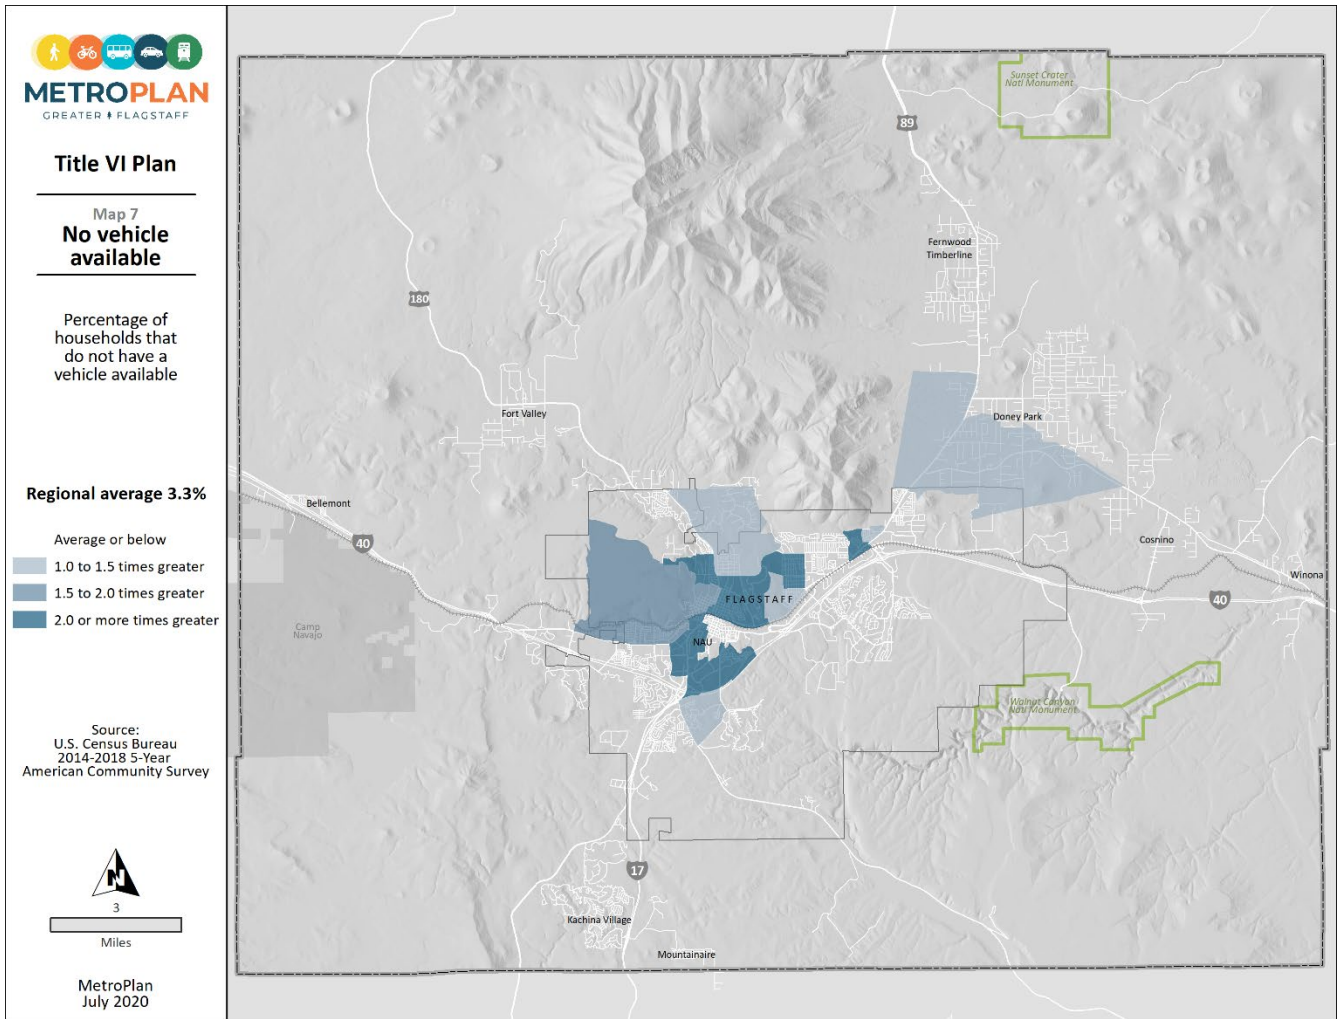 METROPLAN
GREATER FLAGSTAFF
Title VI Plan
Map 7
No vehicle
available
Percentage of
households that
do not have a
vehicle available
Regional average 3.3%
Average or below
1.0 to 1.5 times greater
1.5 to 2.0 times greater
2.0 or more times greater
Source:
U.S. Census Bureau
2014-2018 5-Year
American Community Survey
N
3
Miles
MetroPlan
July 2020
Sunset Crater
Natl Monument
89
Fernwood
Timberline
180
Fort Valley
Doney Park
Bellemont
40
Cosnino
Winona
40
FLAGSTAFF
Camp
Navajo
NAU
Walnut Canyon
Natl Monument
17
Kachina Village
Mountainaire